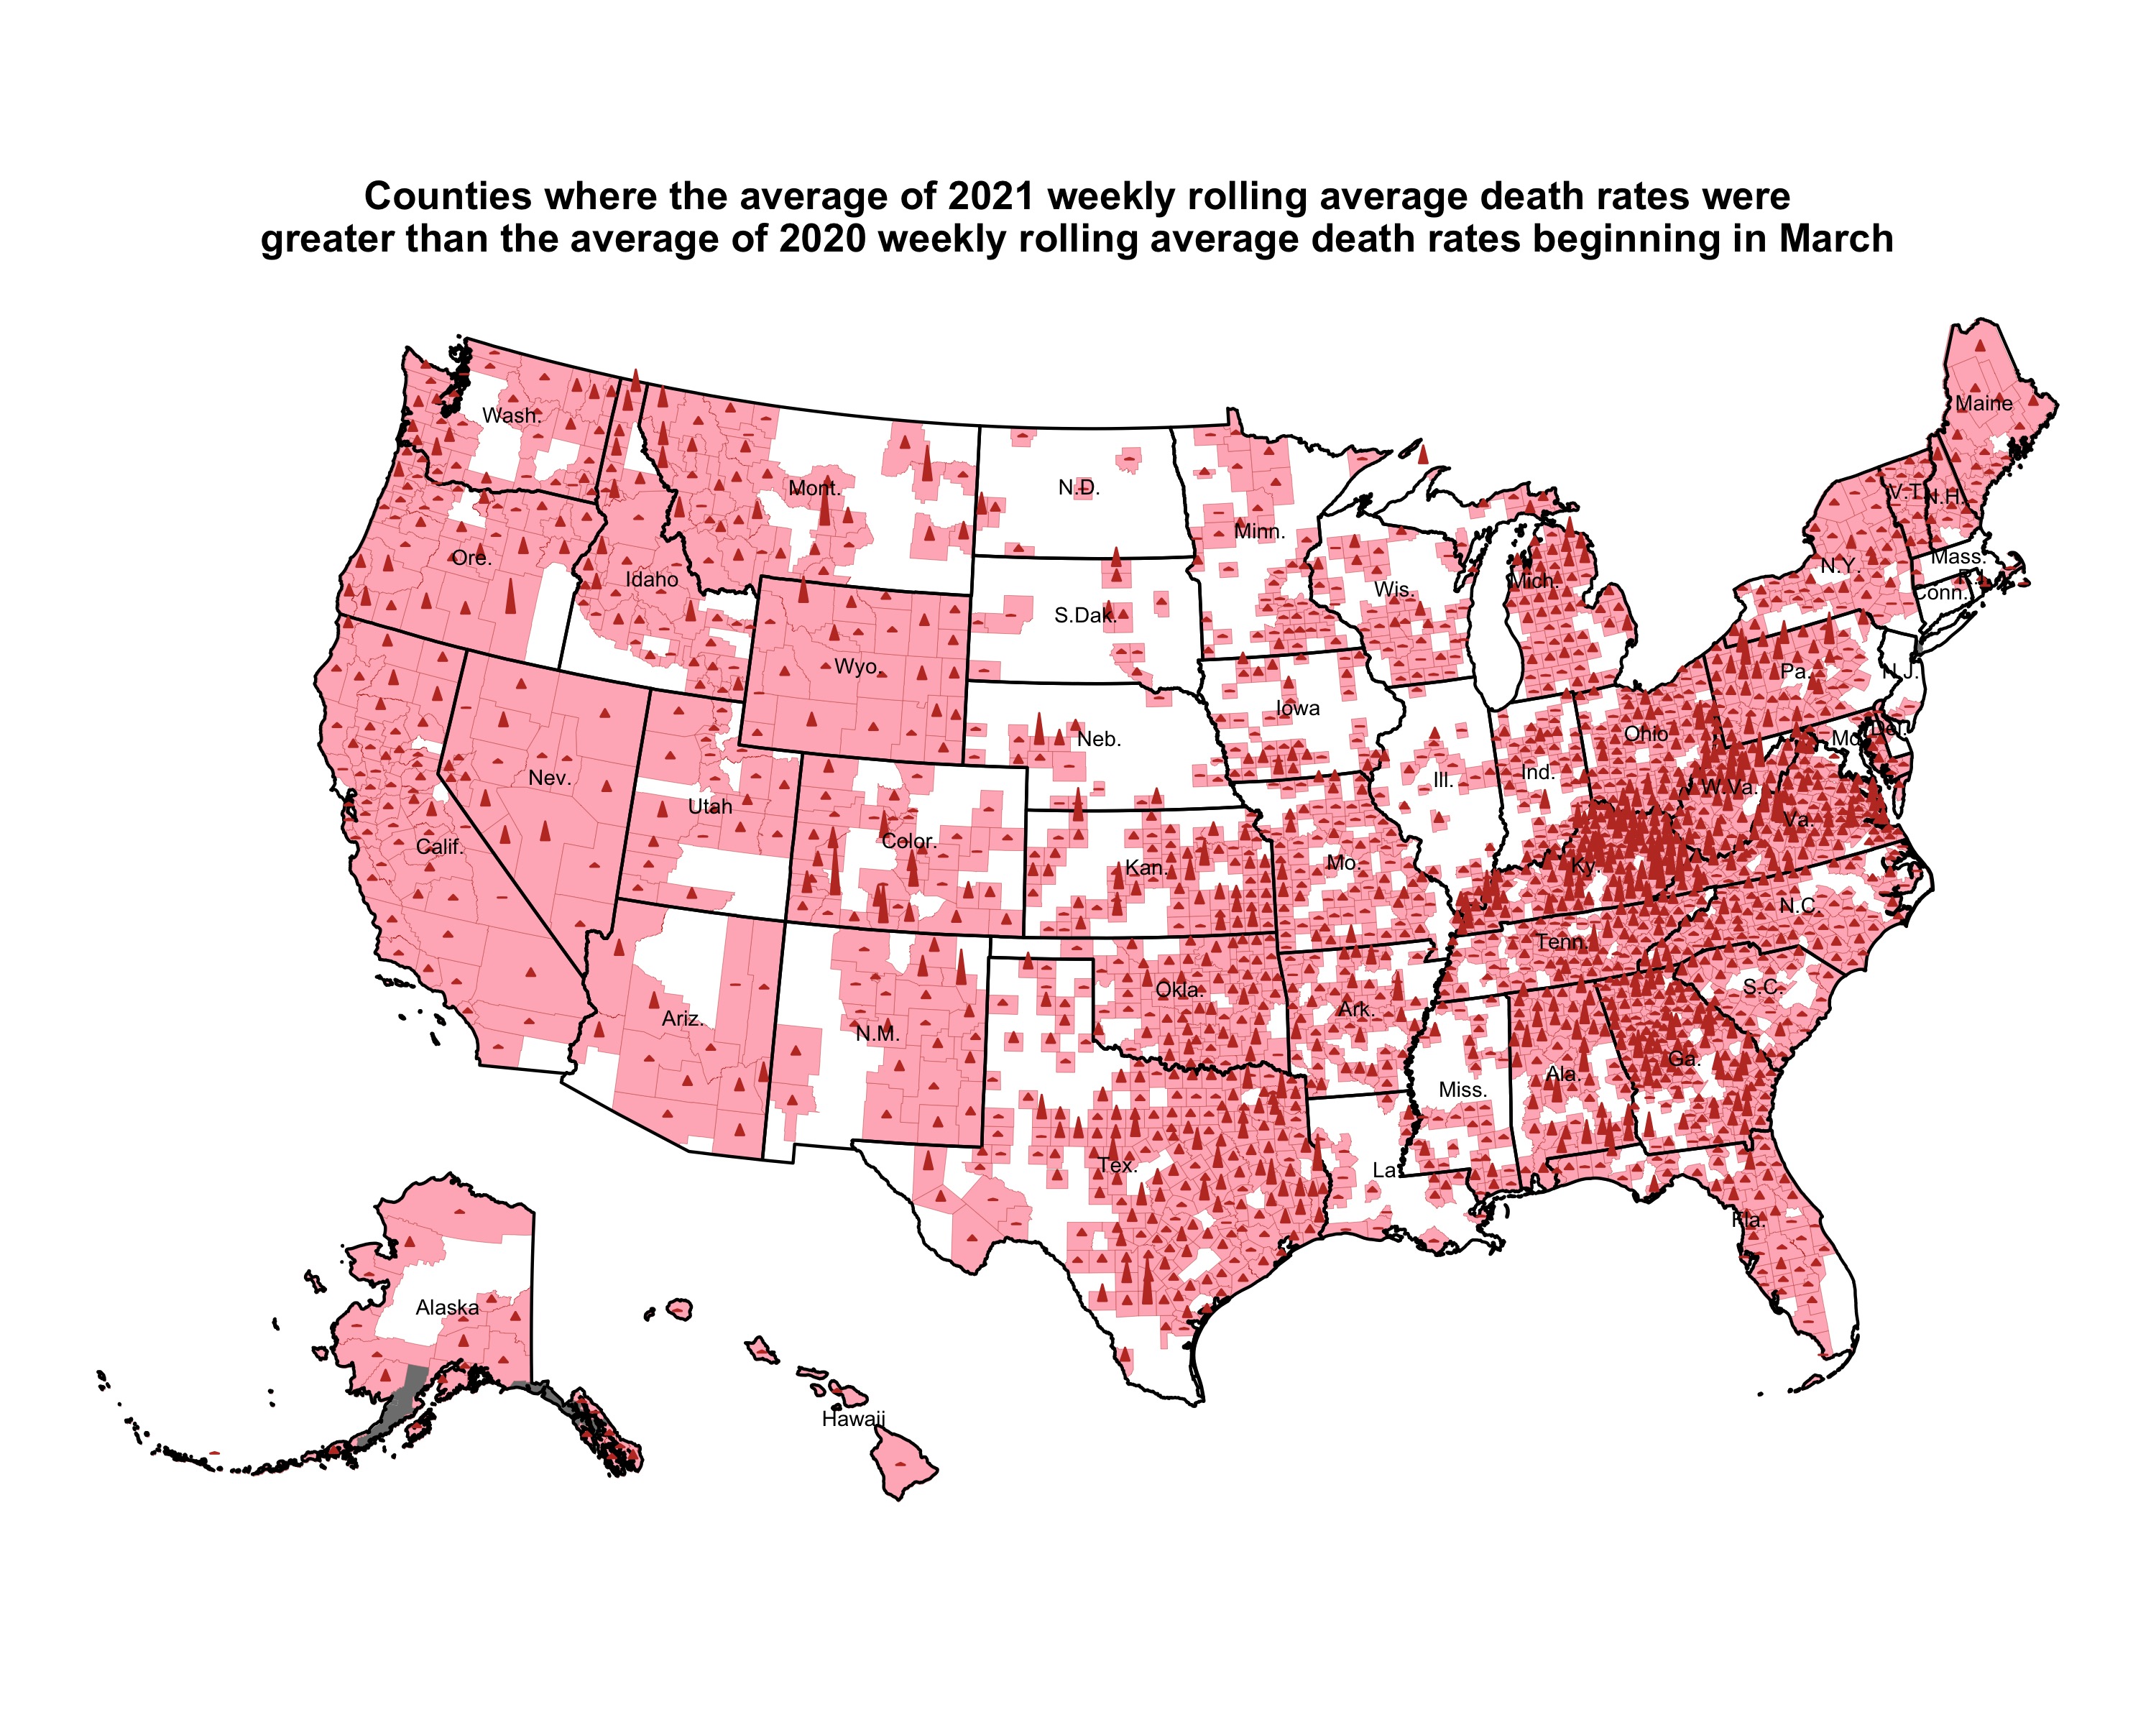 Counties where the average of 2021 weekly rolling average death rates were
greater than the average of 2020 weekly rolling average death rates beginning in March
Maine
Wash.
Mont.
N.D.
V.T.
N.H.
Minn.
Ore.
Mass.
N.Y.
R.I.
Idaho
Mich.
Wis.
Conn.
S.Dak.
Wyo.
Pa.
N.J.
Iowa
Neb.
Ohio
Md.
Del.
Nev.
Ind.
Ill.
W.Va.
Utah
Color.
Va.
Calif.
Kan.
Mo.
Ky.
N.C.
Tenn.
Okla.
S.C.
Ariz.
N.M.
Ark.
Ga.
Ala.
Miss.
Tex.
La.
Fla.
Alaska
Hawaii